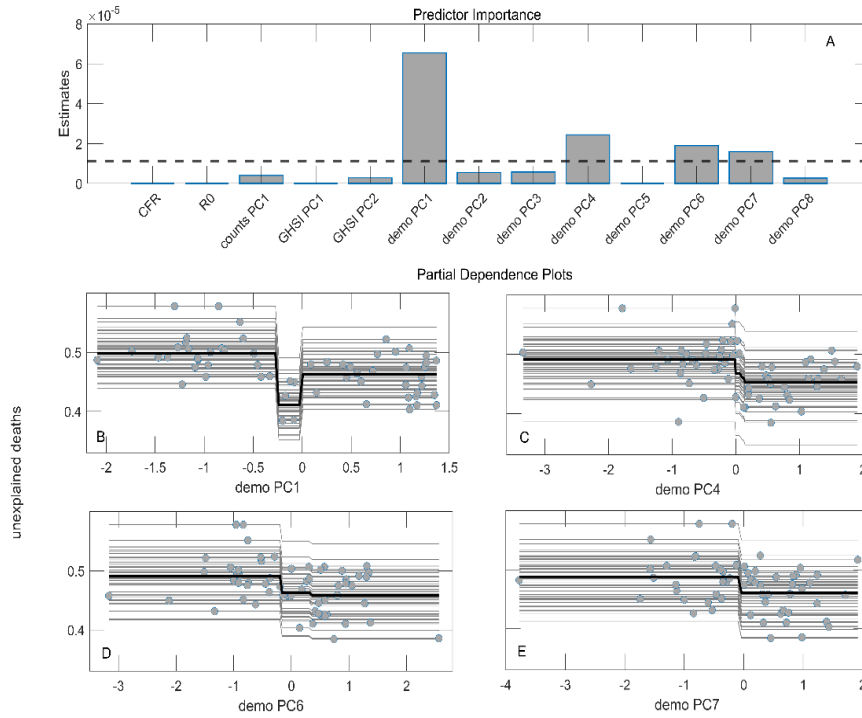 Predictor Importance
×10-5
A
8
6
4
2
0
Estimates
CFR
R0
counts PC1
GHSI PC1
GHSI PC2
demo PC1
demo PC2
demo PC3
demo PC4
demo PC5
demo PC6
demo PC7
demo PC8
Partial Dependence Plots
unexplained deaths
0.5
0.4
B
-2 -1.5 -1 -0.5 0 0.5 1 1.5
demo PC1
C
-3 -2 -1 0 1 2
demo PC4
0.5
0.4
D
-3 -2 -1 0 1 2
demo PC6
E
-4 -3 -2 -1 0 1 2
demo PC7